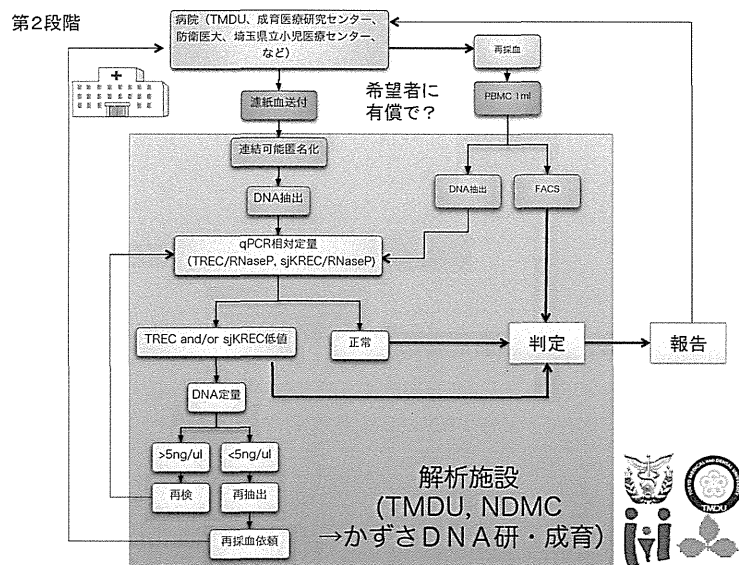 第2段階
病院（TMDU、成育医療研究センター、
防衛医大、埼玉県立小児医療センター、
など）
再採血
濾紙血送付
希望者に
有償で？
PBMC 1ml
連結可能匿名化
DNA抽出
DNA抽出
FACS
qPCR相対定量
（TREC/RNaseP, sjKREC/RNaseP）
TREC and/or sjKREC低値
正常
判定
報告
DNA定量
>5ng/ul
<5ng/ul
再検
再抽出
再採血依頼
解析施設
(TMDU, NDMC
→かずさＤＮＡ研・成育）
TMDU